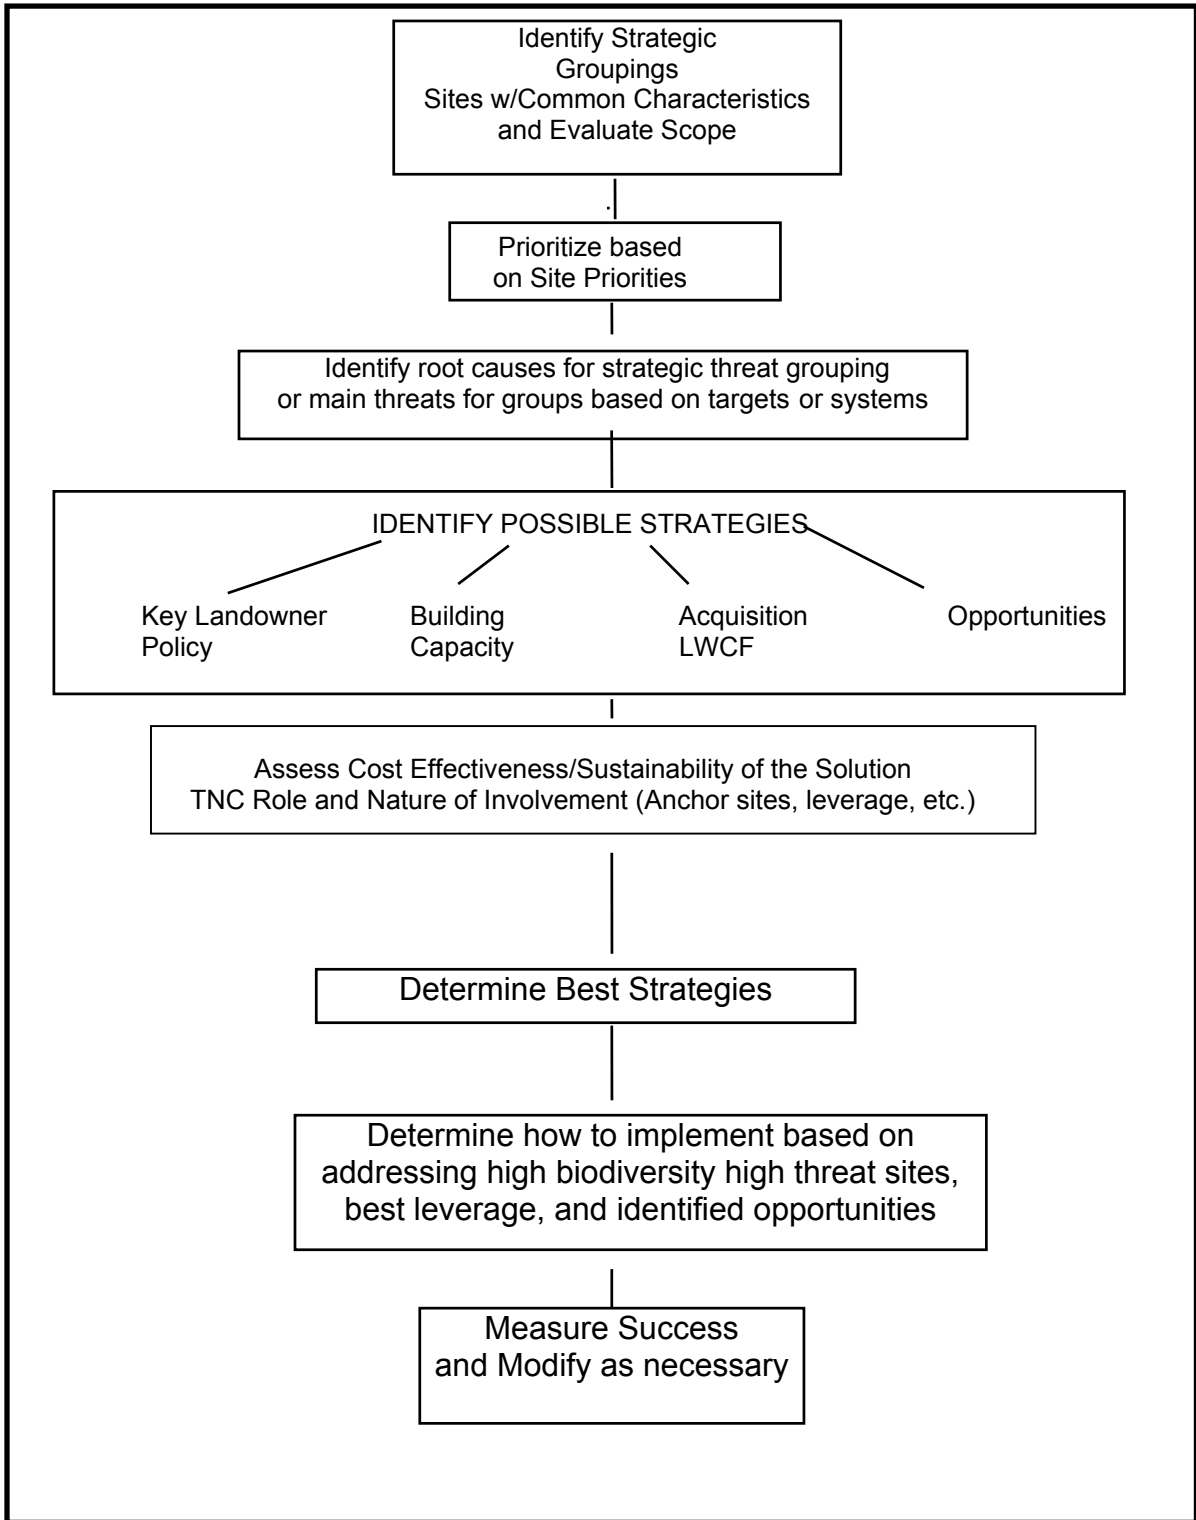 Identify Strategic
Groupings
Sites w/Common Characteristics
and Evaluate Scope
Prioritize based
on Site Priorities
Identify root causes for strategic threat grouping
or main threats for groups based on targets or systems
IDENTIFY POSSIBLE STRATEGIES
Key Landowner
Policy
Building
Capacity
Acquisition
LWCF
Opportunities
Assess Cost Effectiveness/Sustainability of the Solution
TNC Role and Nature of Involvement (Anchor sites, leverage, etc.)
Determine Best Strategies
Determine how to implement based on
addressing high biodiversity high threat sites,
best leverage, and identified opportunities
Measure Success
and Modify as necessary